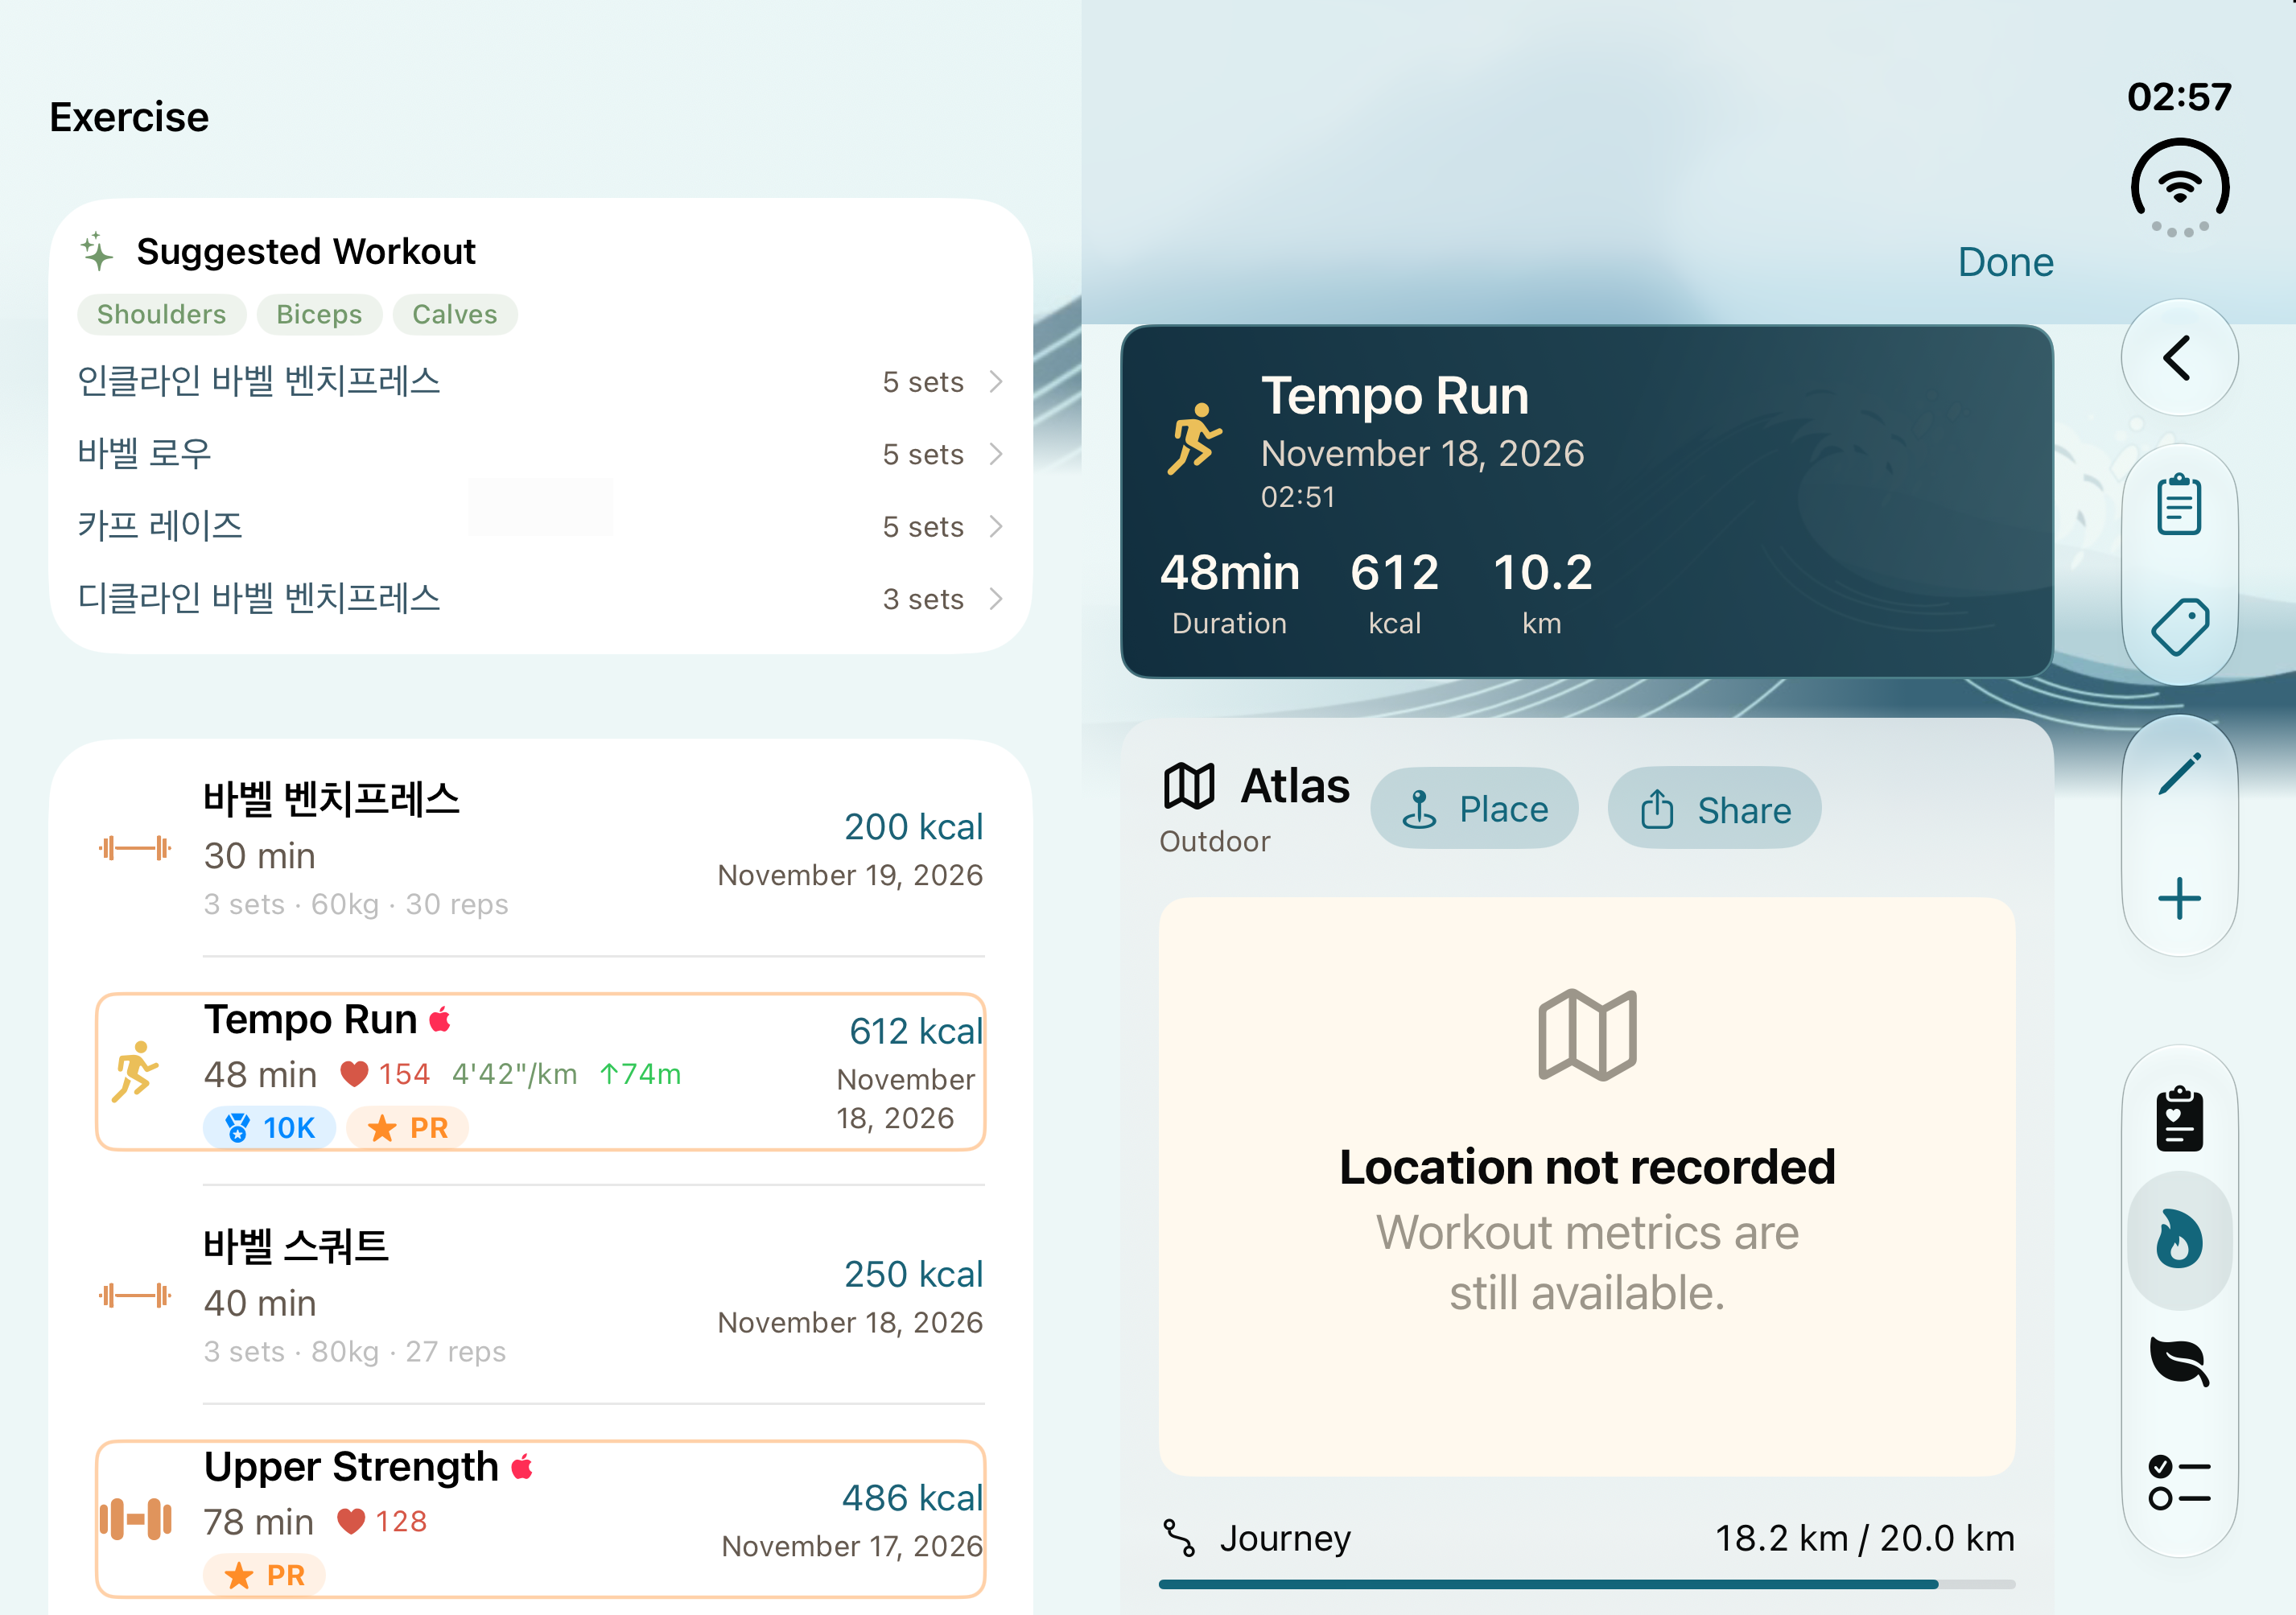 Exercise
Suggested Workout
Shoulders Biceps Calves
인클라인 바벨 벤치프레스 5 sets
바벨 로우 5 sets
카프 레이즈 5 sets
디클라인 바벨 벤치프레스 3 sets
바벨 벤치프레스
30 min
3 sets · 60kg · 30 reps
200 kcal
November 19, 2026
Tempo Run
48 min 154 4'42"/km ↑74m
10K PR
612 kcal
November
18, 2026
바벨 스쿼트
40 min
3 sets · 80kg · 27 reps
250 kcal
November 18, 2026
Upper Strength
78 min 128
PR
486 kcal
November 17, 2026
02:57
Done
Tempo Run
November 18, 2026
02:51
48min 612 10.2
Duration kcal km
Atlas
Outdoor
Place
Share
Location not recorded
Workout metrics are
still available.
Journey 18.2 km / 20.0 km